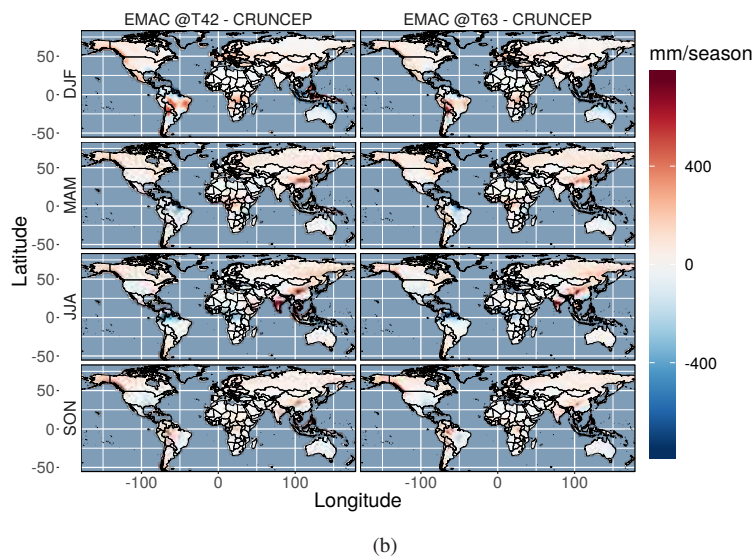 EMAC @T42 - CRUNCEP EMAC @T63 - CRUNCEP
mm/season
50
0
-50
DJF
400
50
0
-50
MAM
0
Latitude
50
0
-50
JJA
-400
50
0
-50
SON
-100 0 100 -100 0 100
Longitude
(b)